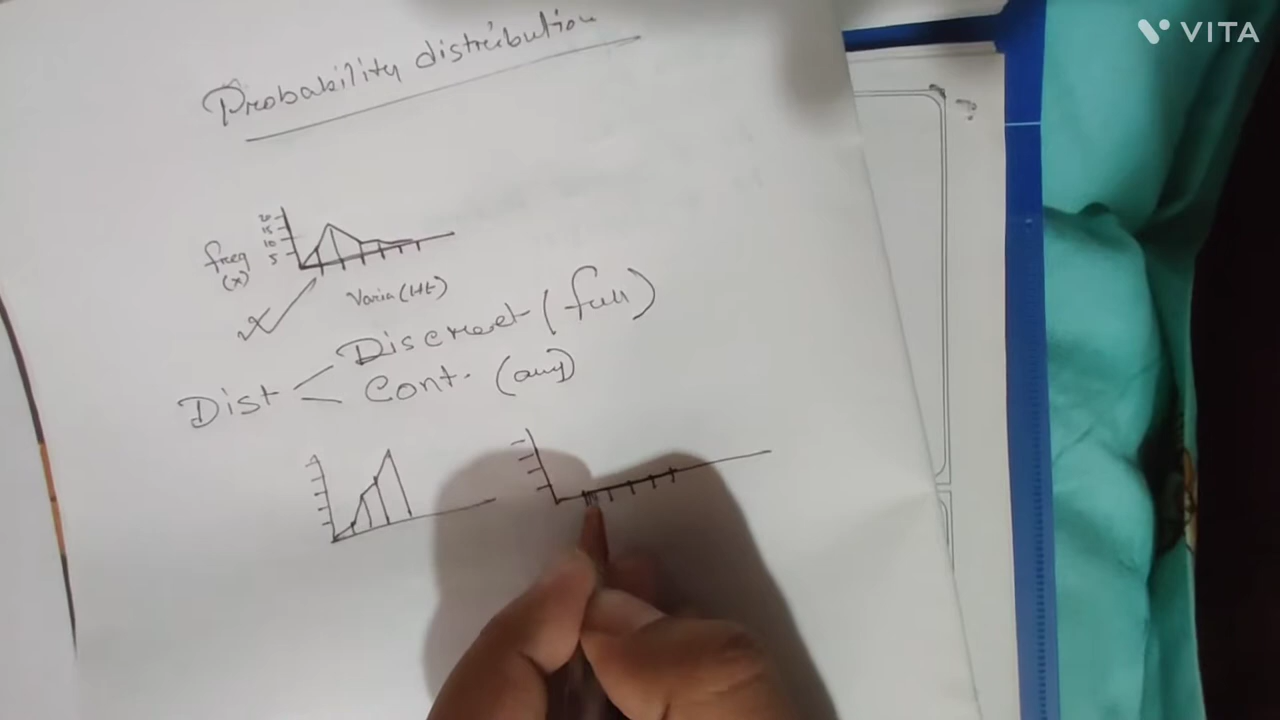 VITA
Probability distribution
20
15
10
5
freq
(x)
Varia(Ht)
Dist
Discreet (full)
Cont. (any)